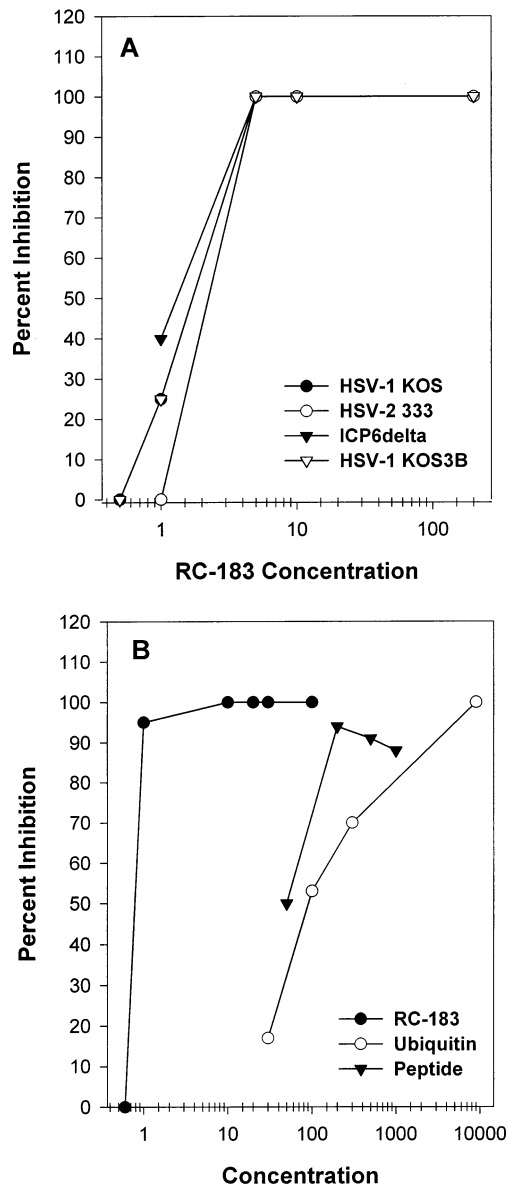 120
A
110
100
90
80
70
60
50
40
30
20
10
0
Percent Inhibition
HSV-1 KOS
HSV-2 333
ICP6delta
HSV-1 KOS3B
1 10 100
RC-183 Concentration
120
B
110
100
90
80
70
60
50
40
30
20
10
0
Percent Inhibition
RC-183
Ubiquitin
Peptide
1 10 100 1000 10000
Concentration